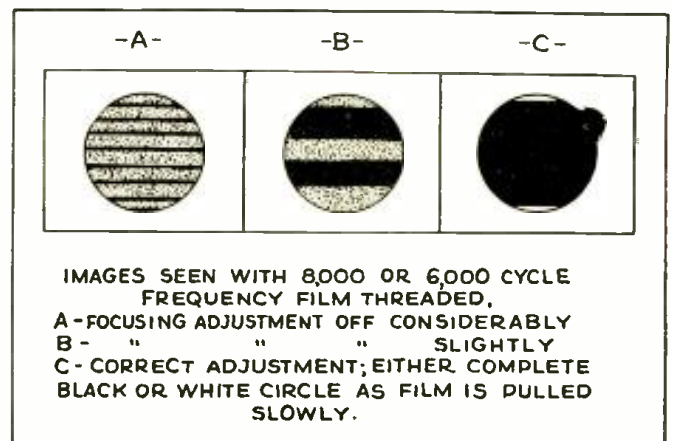 -A-
-B-
-C-
IMAGES SEEN WITH 8,000 OR 6,000 CYCLE
FREQUENCY FILM THREADED.
A-FOCUSING ADJUSTMENT OFF CONSIDERABLY
B- " " " SLIGHTLY
C-CORRECT ADJUSTMENT; EITHER COMPLETE
BLACK OR WHITE CIRCLE AS FILM IS PULLED
SLOWLY.